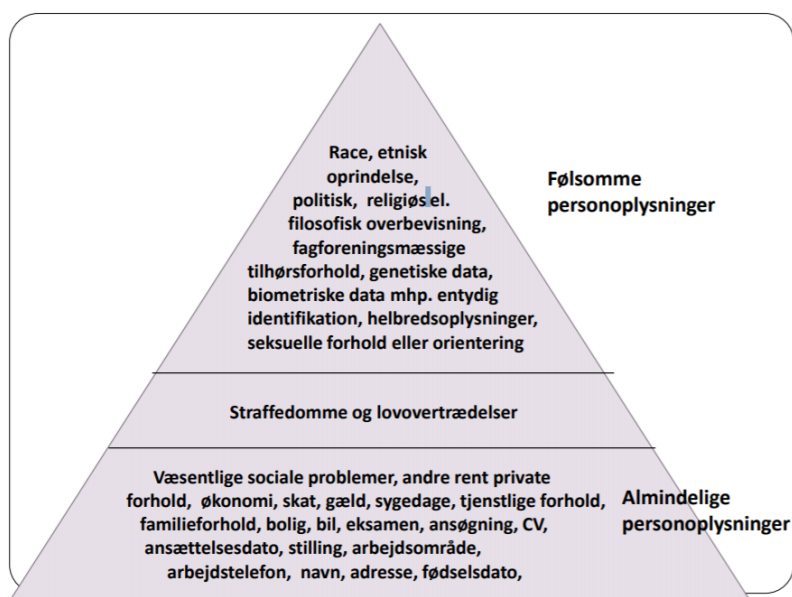 Race, etnisk
oprindelse,
politisk, religiøs el.
filosofisk overbevisning,
fagforeningsmæssige
tilhørsforhold, genetiske data,
biometriske data mhp. entydig
identifikation, helbredsoplysninger,
seksuelle forhold eller orientering
Følsomme
personoplysninger
Straffedomme og lovovertrædelser
Væsentlige sociale problemer, andre rent private
forhold, økonomi, skat, gæld, sygedage, tjenstlige forhold,
familieforhold, bolig, bil, eksamen, ansøgning, CV,
ansættelsesdato, stilling, arbejdsområde,
arbejdstelefon, navn, adresse, fødselsdato,
Almindelige
personoplysninger